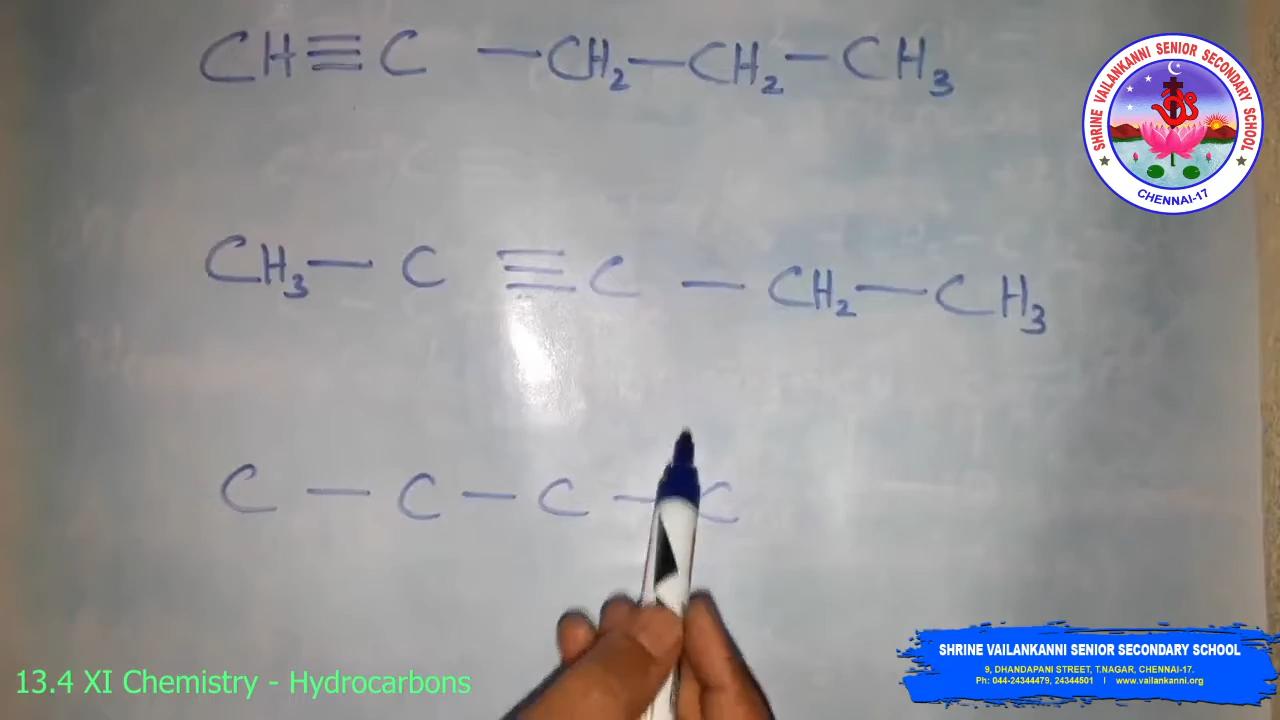 CH≡C —CH₂—CH₂—CH₃
SHRINE VAILANKANNI SENIOR SECONDARY SCHOOL
CHENNAI-17
CH₃— C ≡C — CH₂—CH₃
C — C — C — C
SHRINE VAILANKANNI SENIOR SECONDARY SCHOOL
9, DHANDAPANI STREET, T.NAGAR, CHENNAI-17.
Ph: 044-24344479, 24344501 I www.vailankanni.org
13.4 XI Chemistry - Hydrocarbons